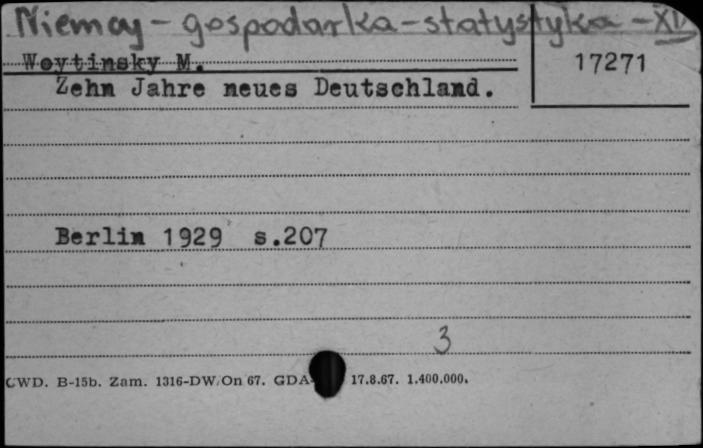 Niemcy - gospodarka - statystyka - XI
Woytinsky M.
17271
Zehn Jahre neues Deutschland.
Berlin 1929 s.207
3
CWD. B-15b. Zam. 1316-DW/On 67. GDA 17.8.67. 1.400.000.